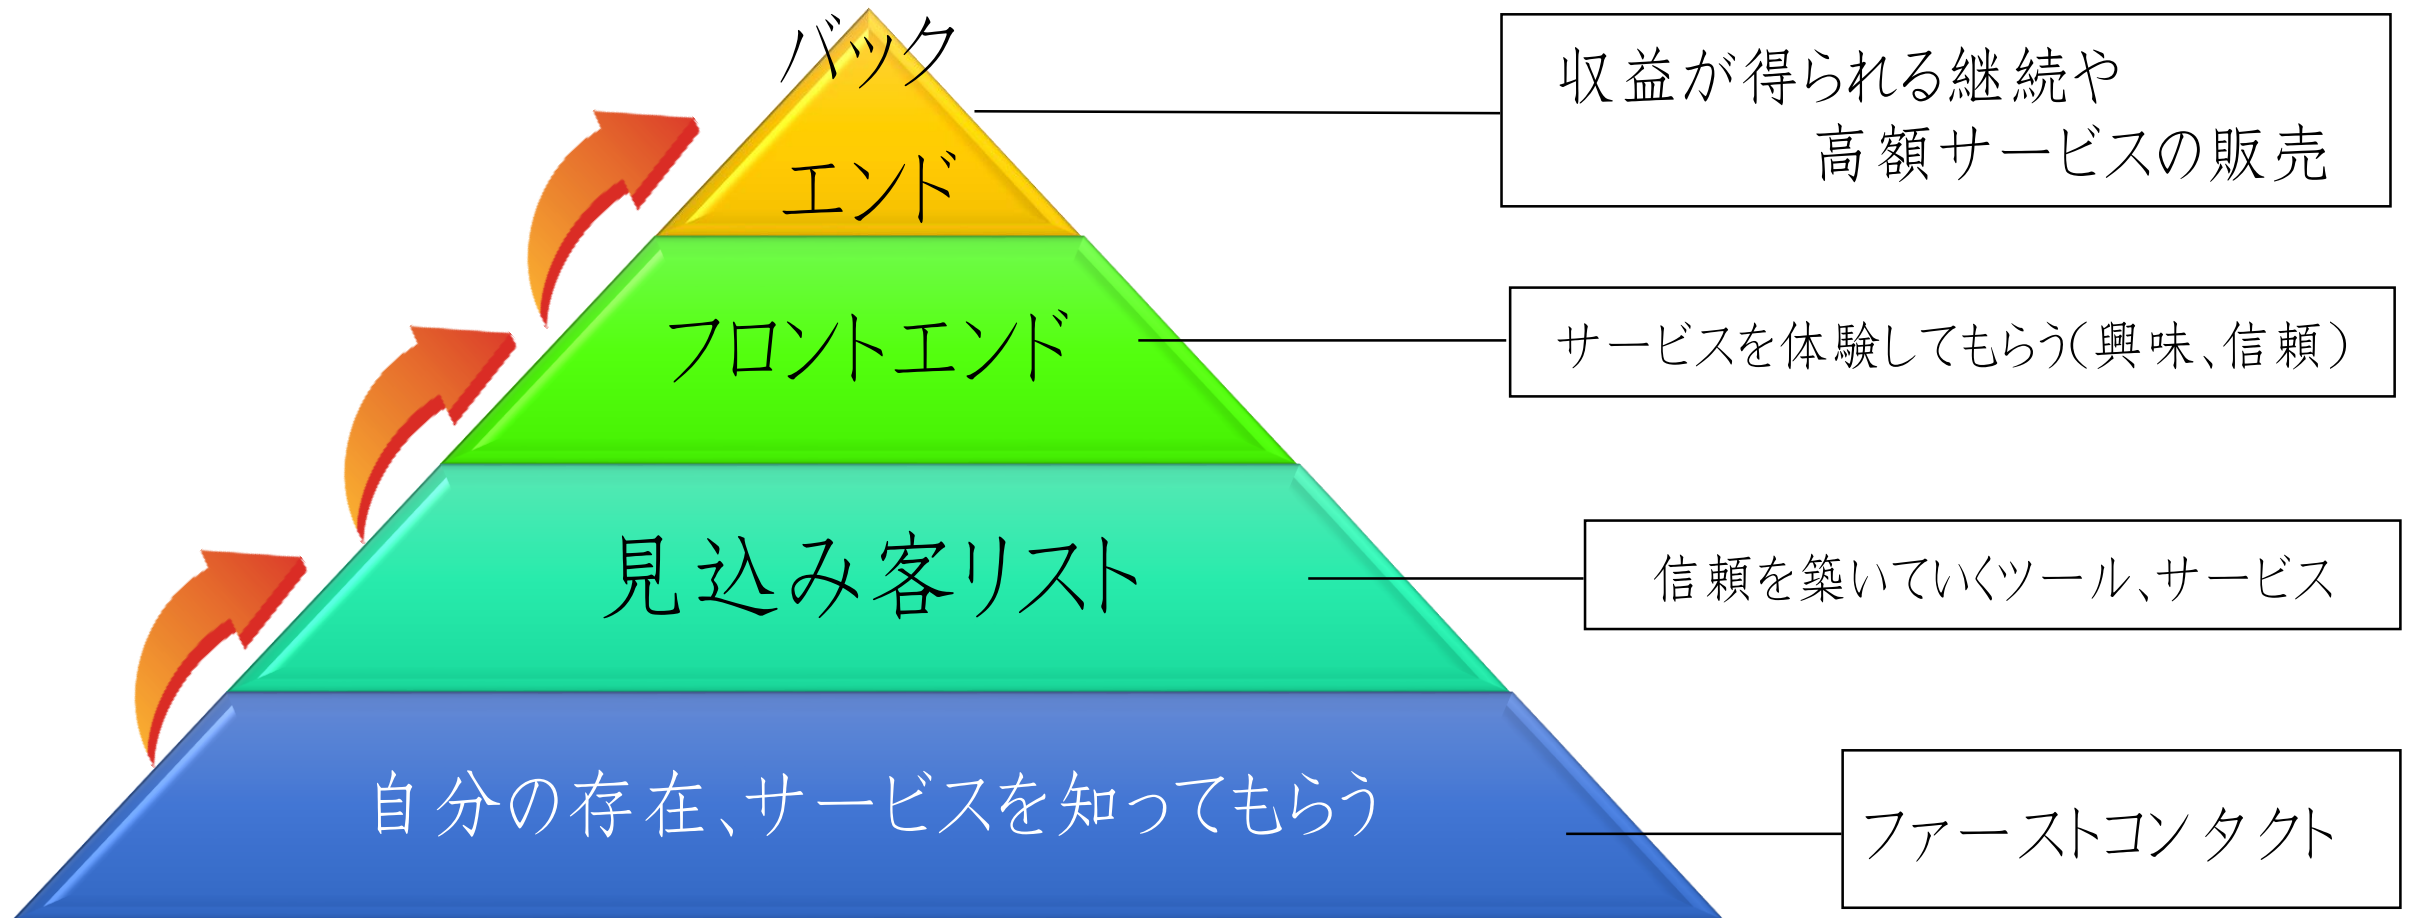 バック
エンド
収益が得られる継続や
高額サービスの販売
フロントエンド
サービスを体験してもらう(興味、信頼)
見込み客リスト
信頼を築いていくツール、サービス
自分の存在、サービスを知ってもらう
ファーストコンタクト